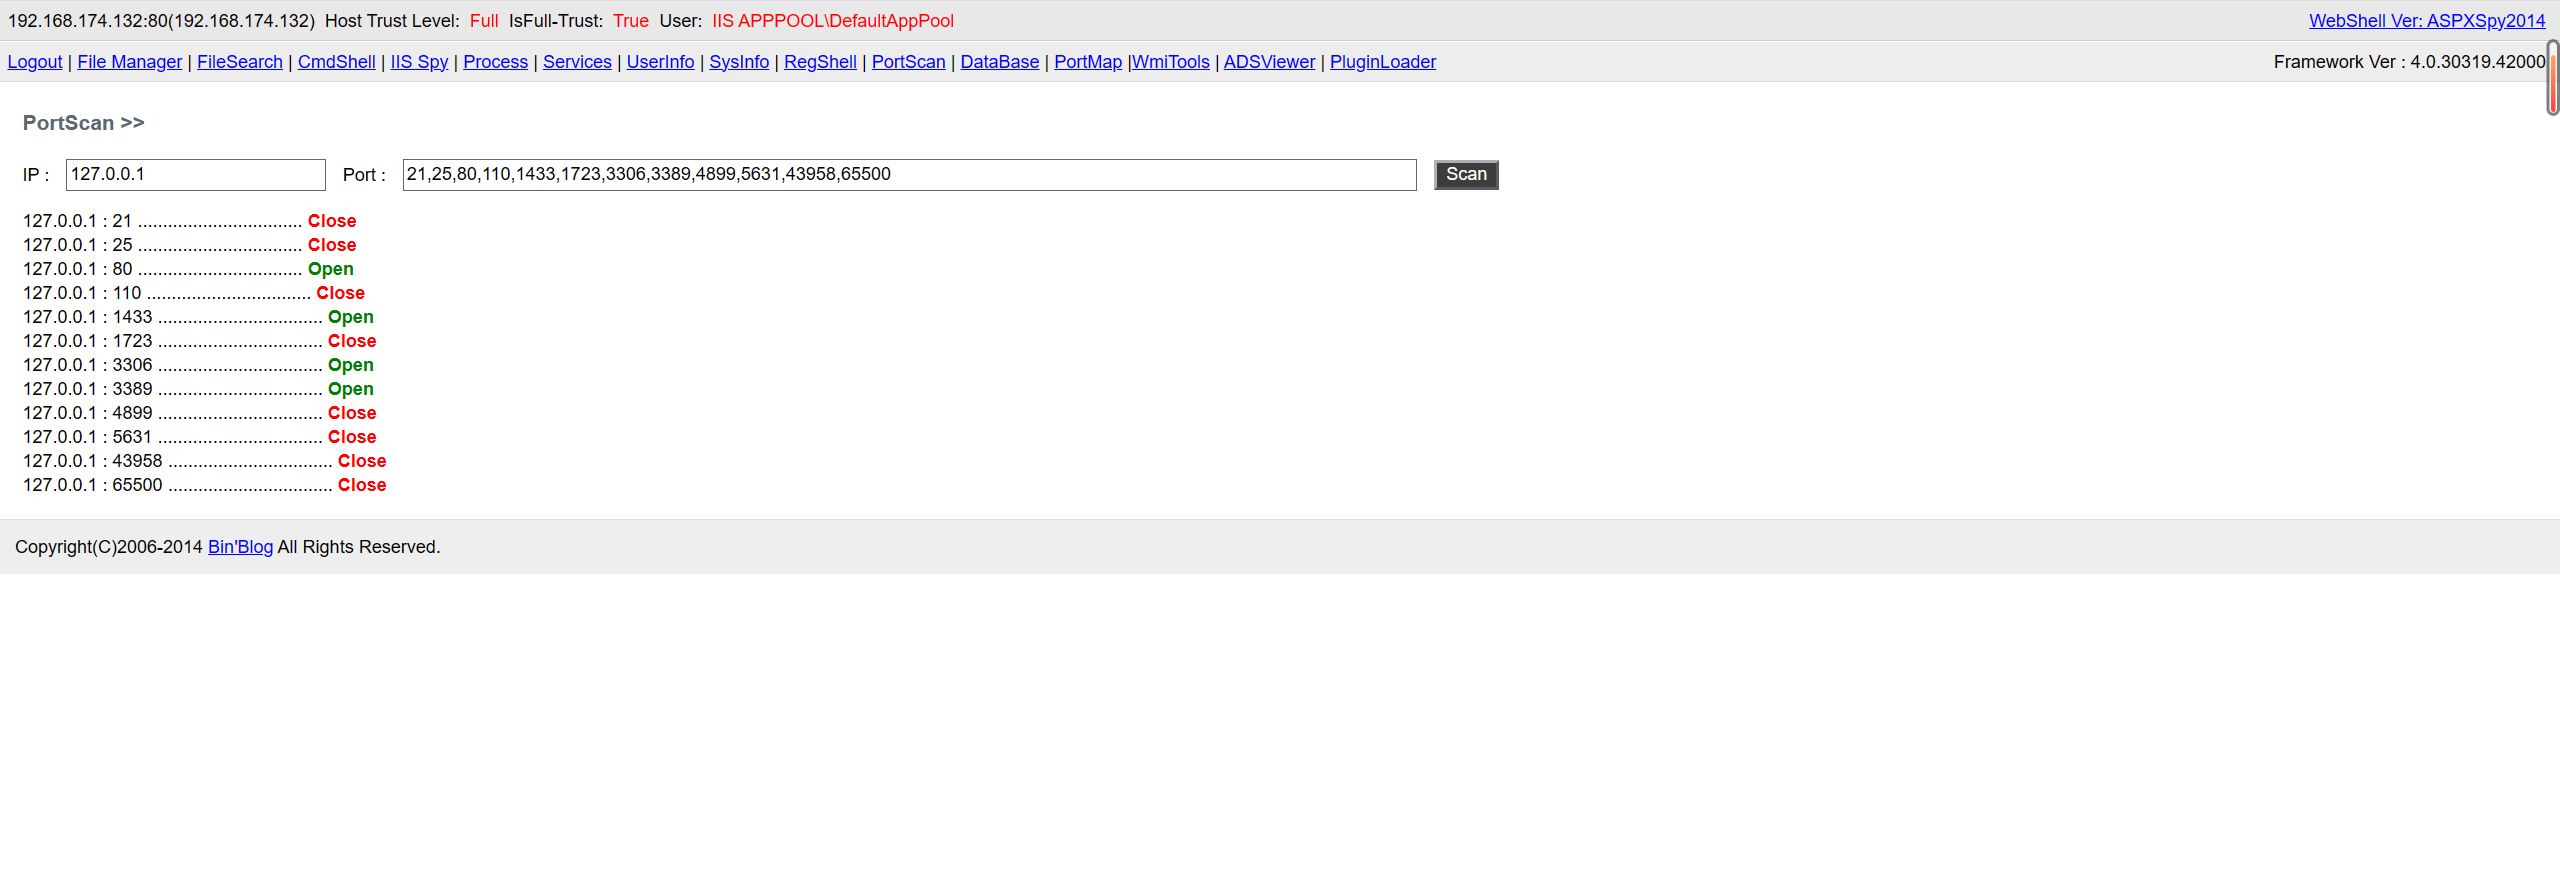 192.168.174.132:80(192.168.174.132) Host Trust Level: Full IsFull-Trust: True User: IIS APPPOOL\DefaultAppPool WebShell Ver: ASPXSpy2014
Logout | File Manager | FileSearch | CmdShell | IIS Spy | Process | Services | UserInfo | SysInfo | RegShell | PortScan | DataBase | PortMap |WmiTools | ADSViewer | PluginLoader Framework Ver : 4.0.30319.42000
PortScan >>
IP : 127.0.0.1 Port : 21,25,80,110,1433,1723,3306,3389,4899,5631,43958,65500 Scan
127.0.0.1 : 21 ................................. Close
127.0.0.1 : 25 ................................. Close
127.0.0.1 : 80 ................................. Open
127.0.0.1 : 110 ................................. Close
127.0.0.1 : 1433 ................................. Open
127.0.0.1 : 1723 ................................. Close
127.0.0.1 : 3306 ................................. Open
127.0.0.1 : 3389 ................................. Open
127.0.0.1 : 4899 ................................. Close
127.0.0.1 : 5631 ................................. Close
127.0.0.1 : 43958 ................................. Close
127.0.0.1 : 65500 ................................. Close
Copyright(C)2006-2014 Bin'Blog All Rights Reserved.